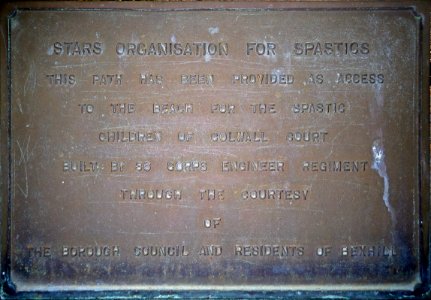 STARS ORGANISATION FOR SPASTICS
THIS PATH HAS BEEN PROVIDED AS ACCESS
TO THE BEACH FOR THE SPASTIC
CHILDREN OF COLWALL COURT
BUILT BY 36 CORPS ENGINEER REGIMENT
THROUGH THE COURTESY
OF
THE BOROUGH COUNCIL AND RESIDENTS OF BEXHILL